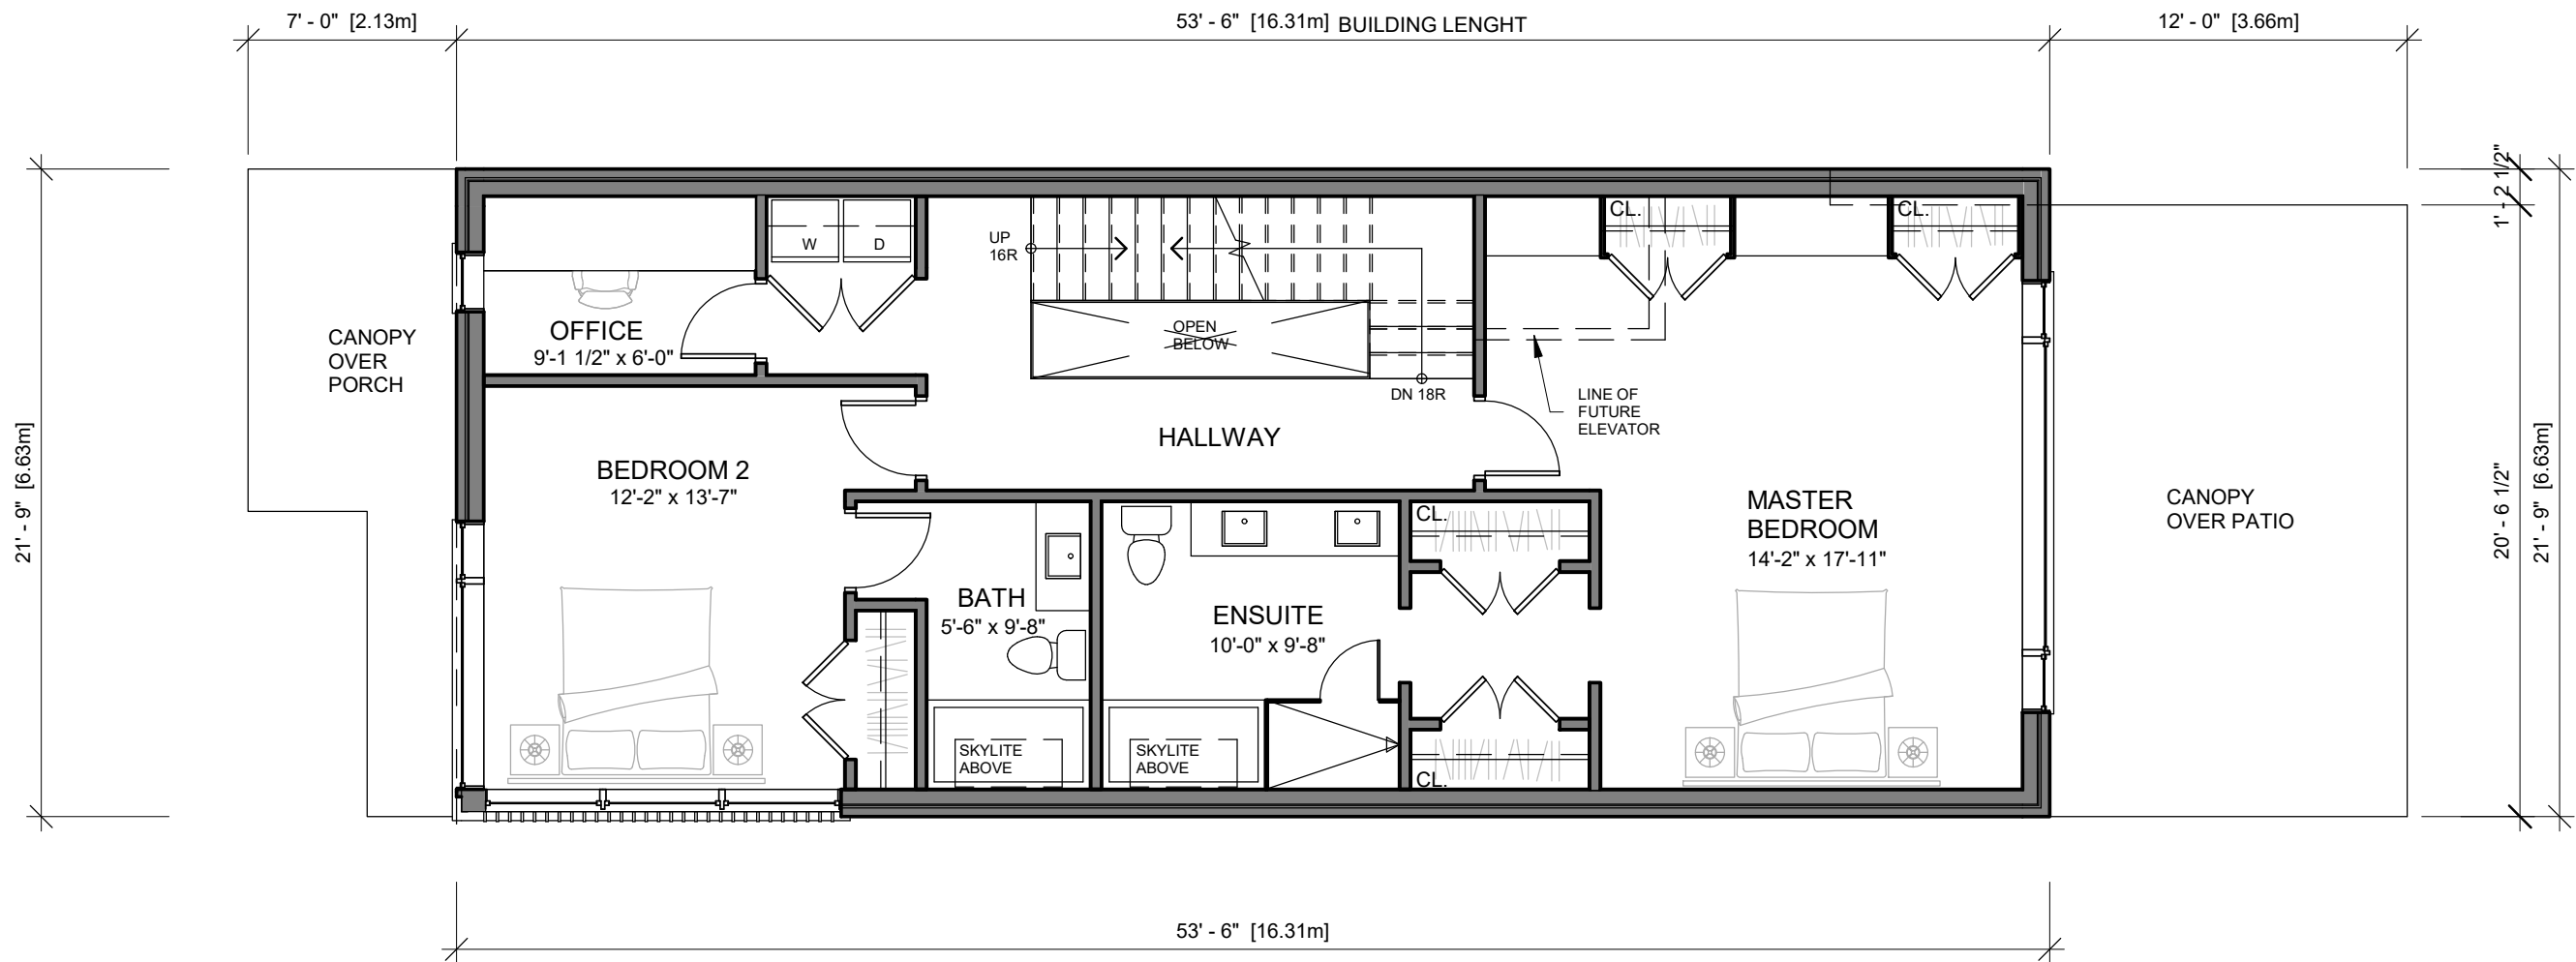 7' - 0" [2.13m]
53' - 6" [16.31m] BUILDING LENGHT
12' - 0" [3.66m]
1' - 2 1/2"
20' - 6 1/2"
21' - 9" [6.63m]
21' - 9" [6.63m]
CANOPY
OVER
PORCH
OFFICE
9'-1 1/2" x 6'-0"
W
D
UP
16R
OPEN
BELOW
DN 18R
CL.
CL.
LINE OF
FUTURE
ELEVATOR
HALLWAY
BEDROOM 2
12'-2" x 13'-7"
BATH
5'-6" x 9'-8"
SKYLITE
ABOVE
ENSUITE
10'-0" x 9'-8"
SKYLITE
ABOVE
CL.
CL.
MASTER
BEDROOM
14'-2" x 17'-11"
CANOPY
OVER PATIO
53' - 6" [16.31m]